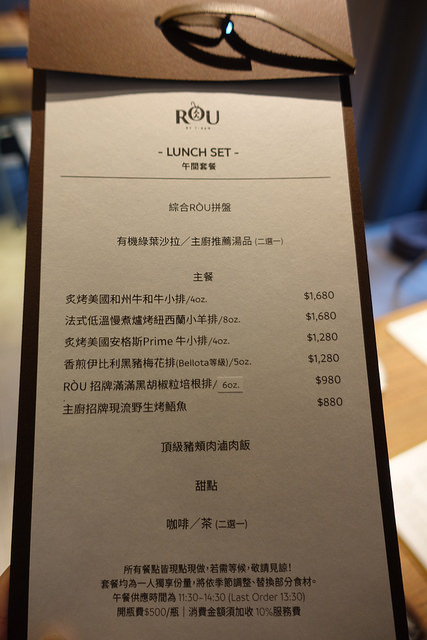 RÒU
- LUNCH SET -
午間套餐
綜合RÒU拼盤
有機綠葉沙拉／主廚推薦湯品 (二選一)
主餐
炙烤美國和州牛和牛小排/4oz. $1,680
法式低溫慢煮爐烤紐西蘭小羊排/8oz. $1,680
炙烤美國安格斯Prime 牛小排/4oz. $1,280
香煎伊比利黑豬梅花排(Bellota等級)/5oz. $1,280
RÒU 招牌滿滿黑胡椒粒培根排/ 6oz. $980
主廚招牌現流野生烤鮨魚 $880
頂級豬頰肉滷肉飯
甜點
咖啡／茶 (二選一)
所有餐點皆現點現做，若需等候，敬請見諒！
套餐均為一人獨享份量，將依季節調整、替換部分食材。
午餐供應時間為 11:30-14:30 (Last Order 13:30)
開瓶費$500/瓶｜消費金額須加收 10%服務費